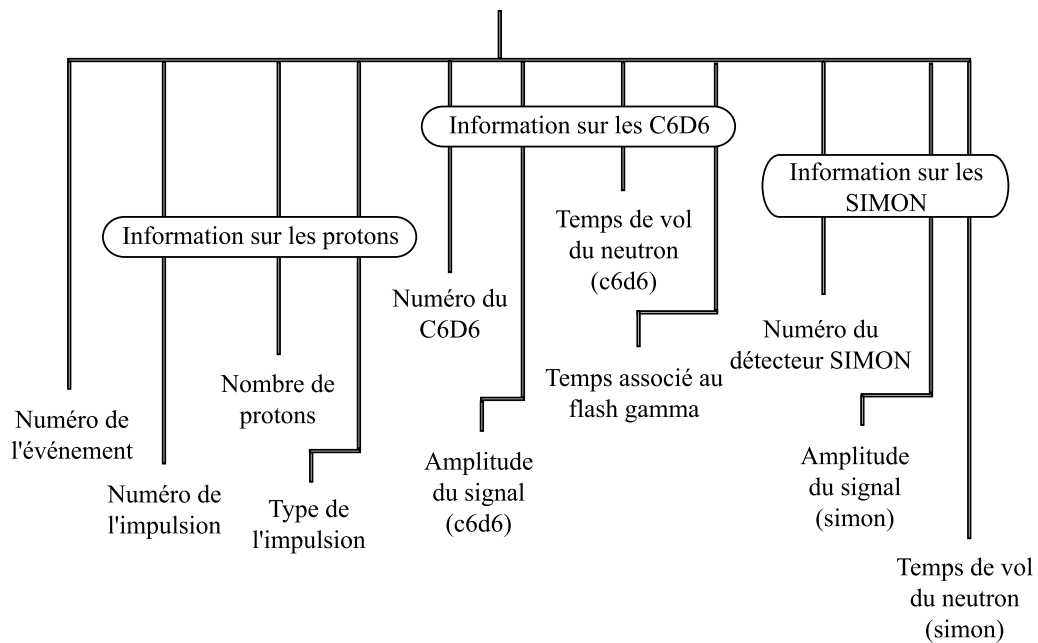 Information sur les C6D6
Information sur les
SIMON
Information sur les protons
Temps de vol
du neutron
(c6d6)
Numéro du
C6D6
Numéro du
détecteur SIMON
Nombre de
protons
Temps associé au
flash gamma
Numéro de
l'événement
Amplitude
du signal
(c6d6)
Amplitude
du signal
(simon)
Numéro de
l'impulsion
Type de
l'impulsion
Temps de vol
du neutron
(simon)